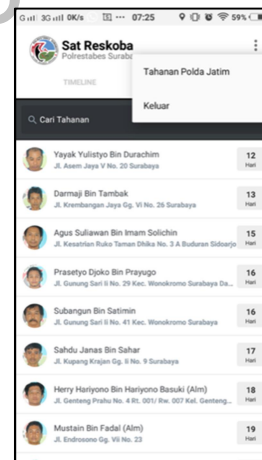 07:25
59%
Sat Reskoba
Polrestabes Suraba
Tahanan Polda Jatim
TIMELINE
Keluar
Cari Tahanan
Yayak Yulistyo Bin Durachim
12
Jl. Asem Jaya V No. 20 Surabaya
Hari
Darmaji Bin Tambak
13
Jl. Krembangan Jaya Gg. Vi No. 26 Surabaya
Hari
Agus Suliawan Bin Imam Solichin
15
Jl. Kesatrian Ruko Taman Dhika No. 3 A Buduran Sidoarjo
Hari
Prasetyo Djoko Bin Prayugo
16
Jl. Gunung Sari Ii No. 29 Kec. Wonokromo Surabaya Da...
Hari
Subangun Bin Satimin
16
Jl. Gunung Sari Ii No. 41 Kec. Wonokromo Surabaya
Hari
Sahdu Janas Bin Sahar
17
Jl. Kupang Krajan Gg. Ii No. 9 Surabaya
Hari
Herry Hariyono Bin Hariyono Basuki (Alm)
18
Jl. Genteng Prahu No. 4 Rt. 001/ Rw. 007 Kel. Genteng...
Hari
Mustain Bin Fadal (Alm)
19
Jl. Endrosono Gg. Vii No. 23
Hari